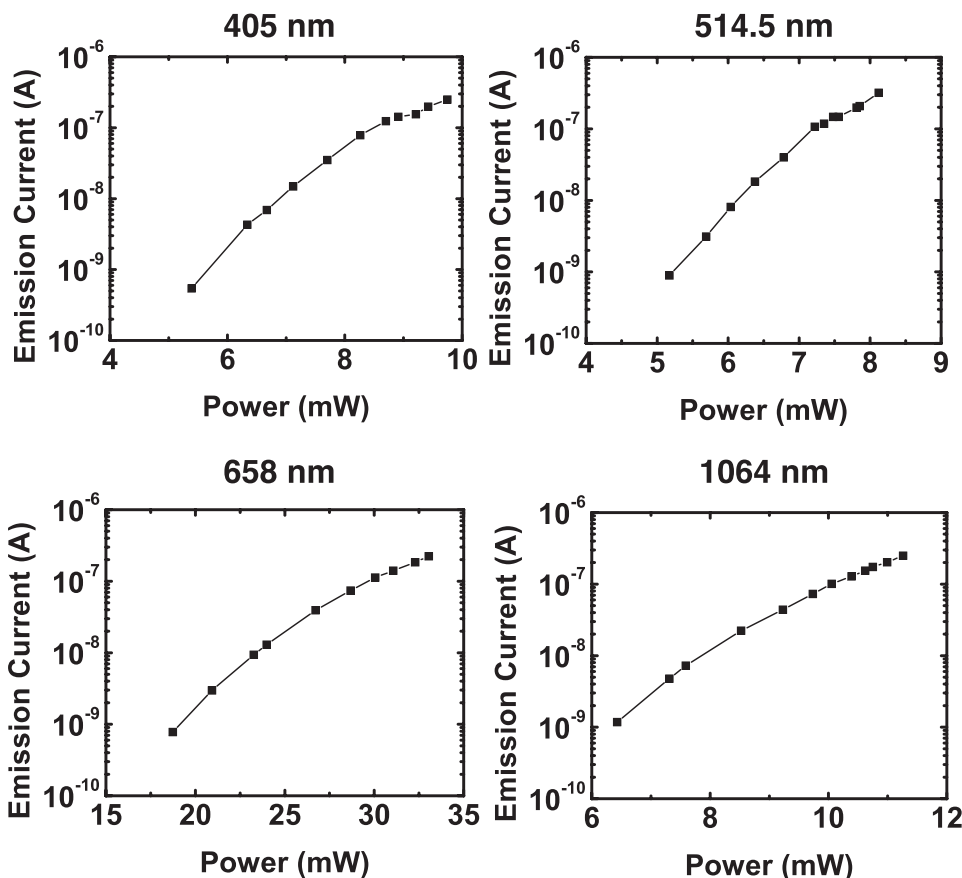 405 nm
514.5 nm
Emission Current (A)
10^-6
10^-7
10^-8
10^-9
10^-10
4 6 8 10
Power (mW)
Emission Current (A)
10^-6
10^-7
10^-8
10^-9
10^-10
4 5 6 7 8 9
Power (mW)
658 nm
1064 nm
Emission Current (A)
10^-6
10^-7
10^-8
10^-9
10^-10
15 20 25 30 35
Power (mW)
Emission Current (A)
10^-6
10^-7
10^-8
10^-9
10^-10
6 8 10 12
Power (mW)